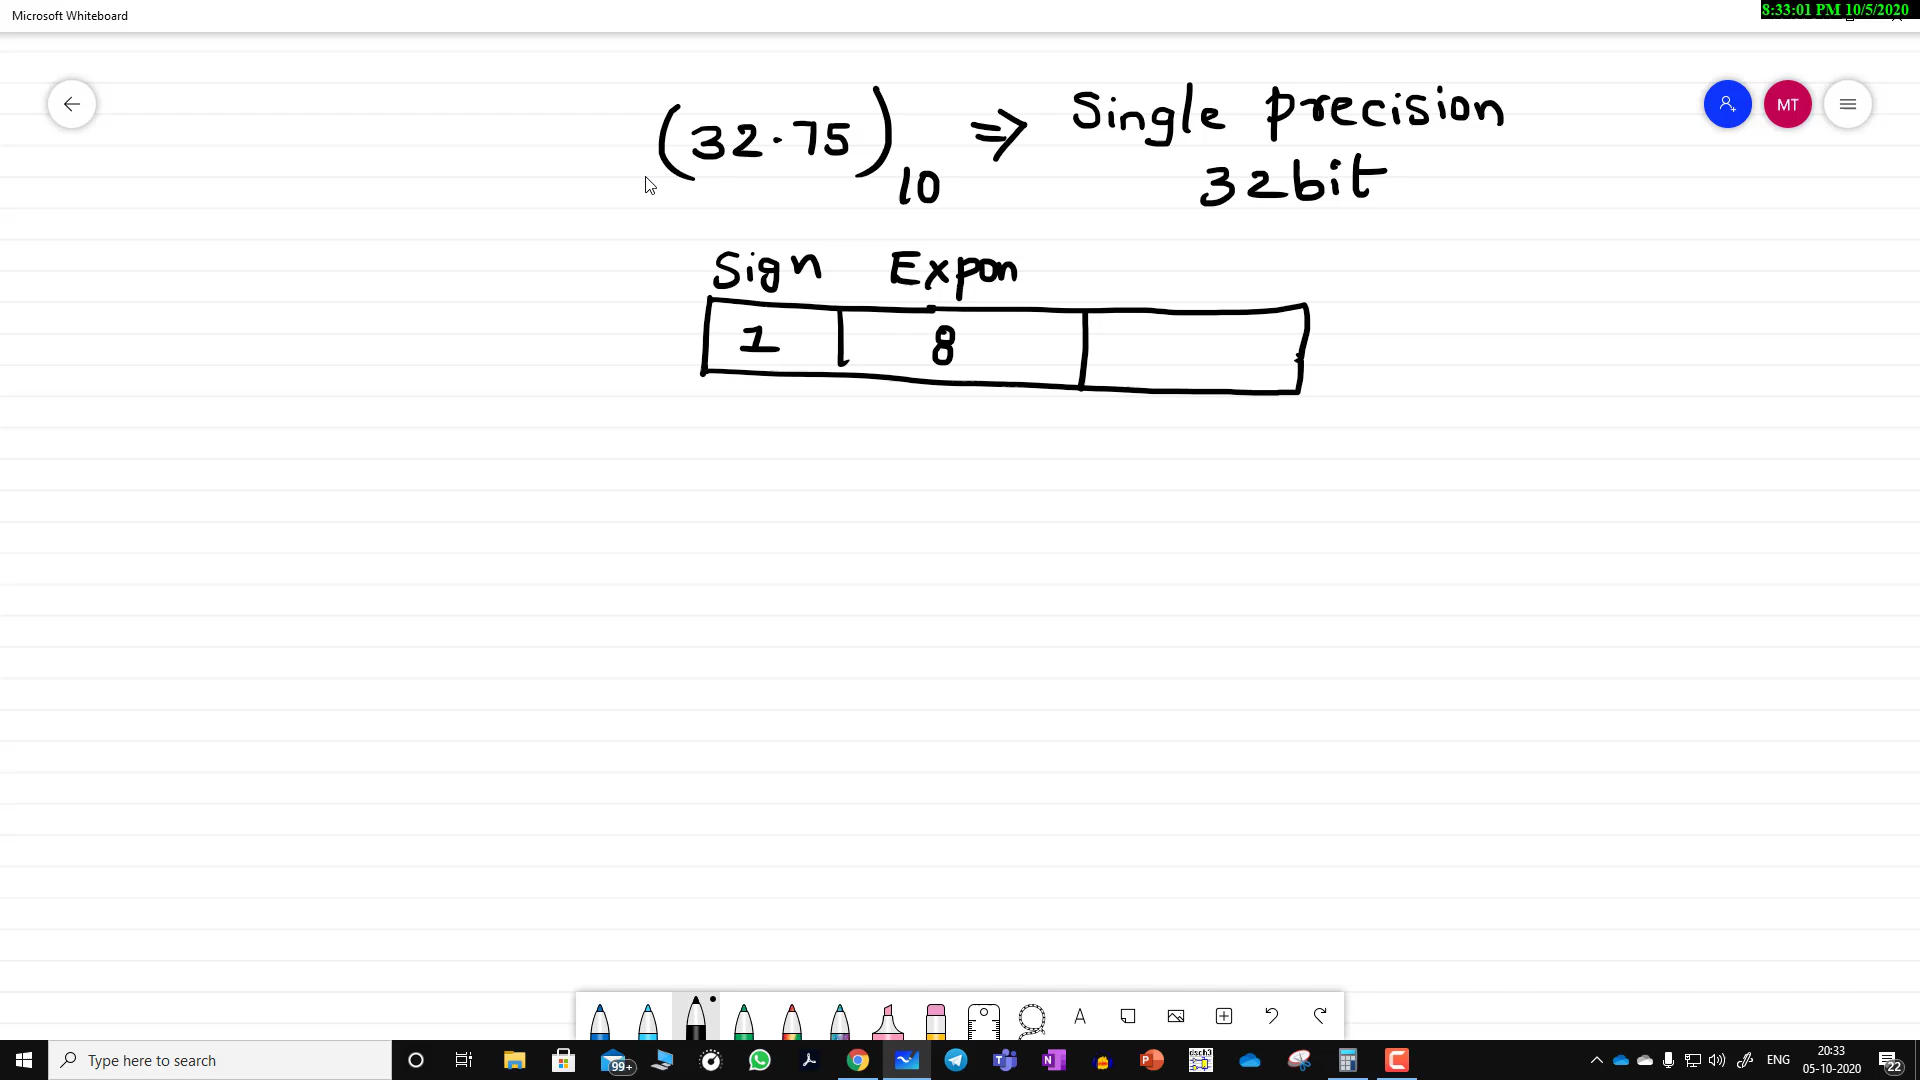 Microsoft Whiteboard
8:33:01 PM 10/5/2020
(32.75)10 ⇒ Single precision
32bit
MT
Sign Expon
1 8
A
Type here to search
99+
ENG
20:33
05-10-2020
22